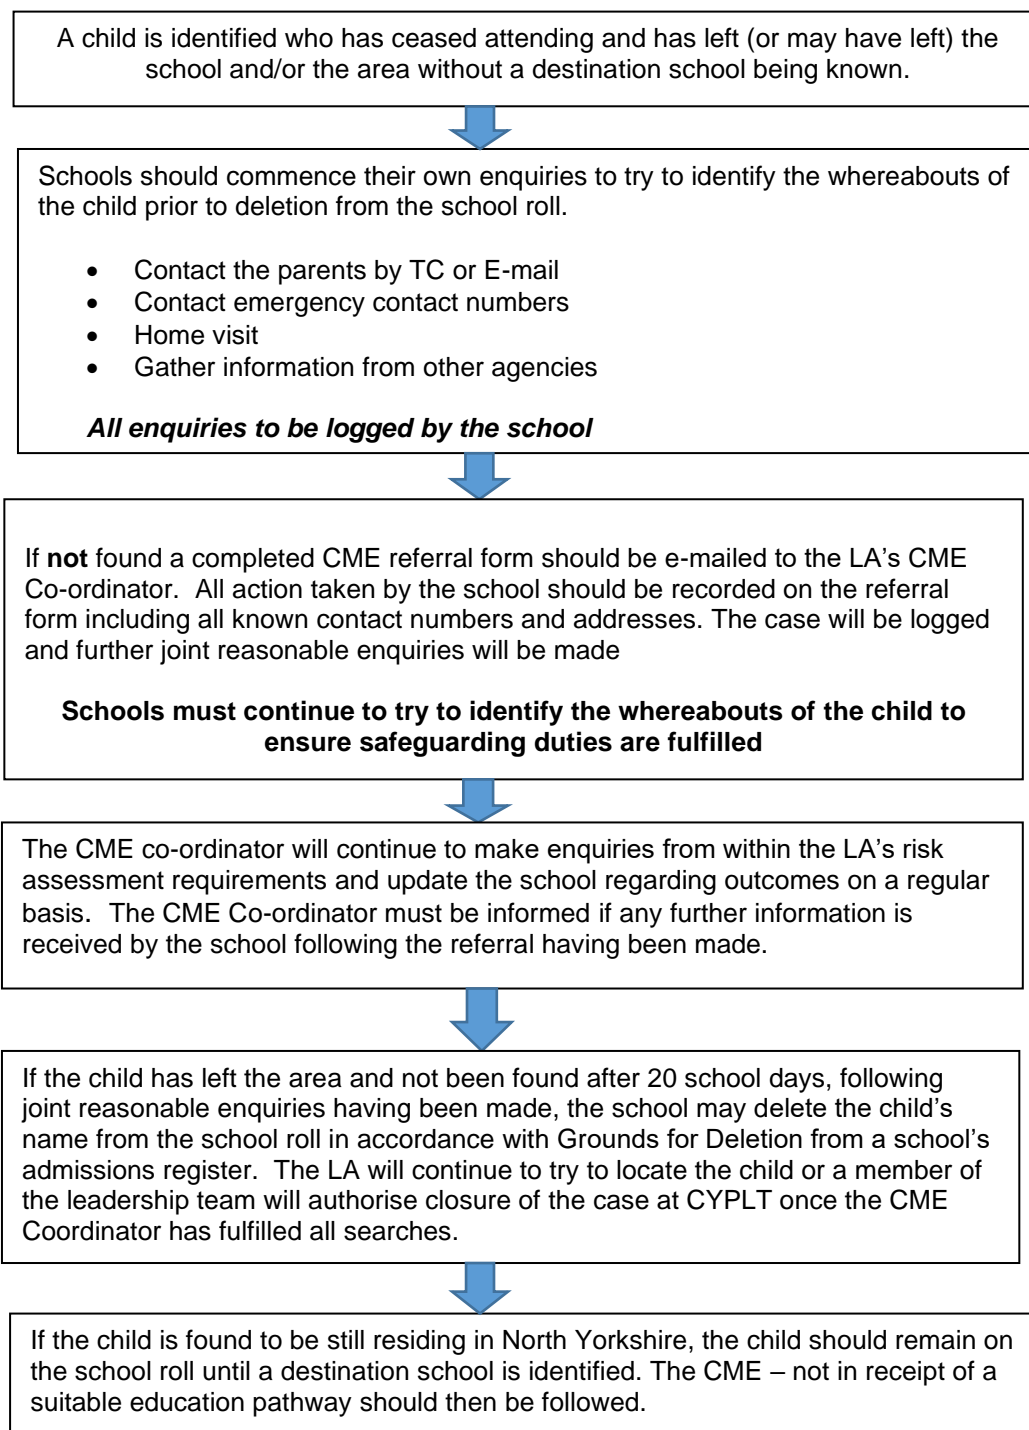 A child is identified who has ceased attending and has left (or may have left) the
school and/or the area without a destination school being known.
Schools should commence their own enquiries to try to identify the whereabouts of
the child prior to deletion from the school roll.
• Contact the parents by TC or E-mail
• Contact emergency contact numbers
• Home visit
• Gather information from other agencies
All enquiries to be logged by the school
If not found a completed CME referral form should be e-mailed to the LA’s CME
Co-ordinator. All action taken by the school should be recorded on the referral
form including all known contact numbers and addresses. The case will be logged
and further joint reasonable enquiries will be made
Schools must continue to try to identify the whereabouts of the child to
ensure safeguarding duties are fulfilled
The CME co-ordinator will continue to make enquiries from within the LA’s risk
assessment requirements and update the school regarding outcomes on a regular
basis. The CME Co-ordinator must be informed if any further information is
received by the school following the referral having been made.
If the child has left the area and not been found after 20 school days, following
joint reasonable enquiries having been made, the school may delete the child’s
name from the school roll in accordance with Grounds for Deletion from a school’s
admissions register. The LA will continue to try to locate the child or a member of
the leadership team will authorise closure of the case at CYPLT once the CME
Coordinator has fulfilled all searches.
If the child is found to be still residing in North Yorkshire, the child should remain on
the school roll until a destination school is identified. The CME – not in receipt of a
suitable education pathway should then be followed.